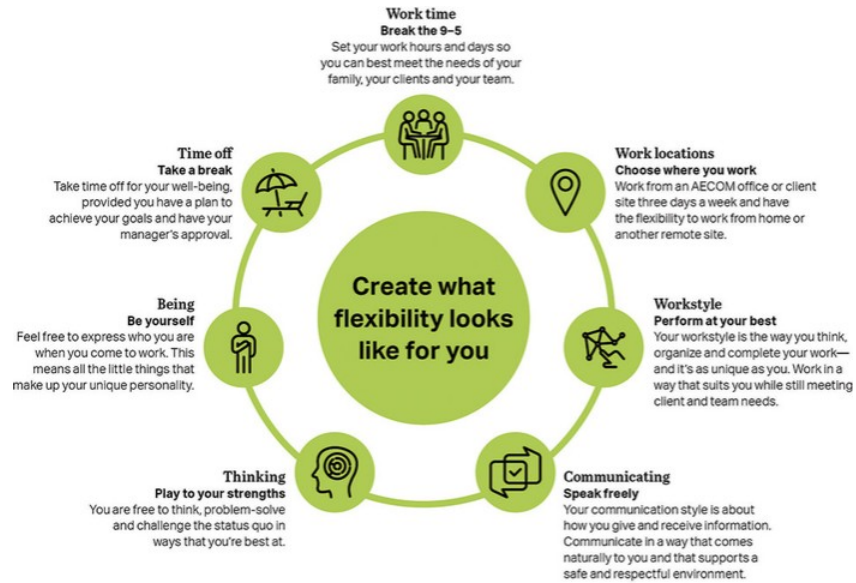 Work time
Break the 9–5
Set your work hours and days so
you can best meet the needs of your
family, your clients and your team.
Time off
Take a break
Take time off for your well-being,
provided you have a plan to
achieve your goals and have your
manager's approval.
Work locations
Choose where you work
Work from an AECOM office or client
site three days a week and have
the flexibility to work from home or
another remote site.
Create what
flexibility looks
like for you
Being
Be yourself
Feel free to express who you are
when you come to work. This
means all the little things that
make up your unique personality.
Workstyle
Perform at your best
Your workstyle is the way you think,
organize and complete your work—
and it's as unique as you. Work in a
way that suits you while still meeting
client and team needs.
Thinking
Play to your strengths
You are free to think, problem-solve
and challenge the status quo in
ways that you're best at.
Communicating
Speak freely
Your communication style is about
how you give and receive information.
Communicate in a way that comes
naturally to you and that supports a
safe and respectful environment.